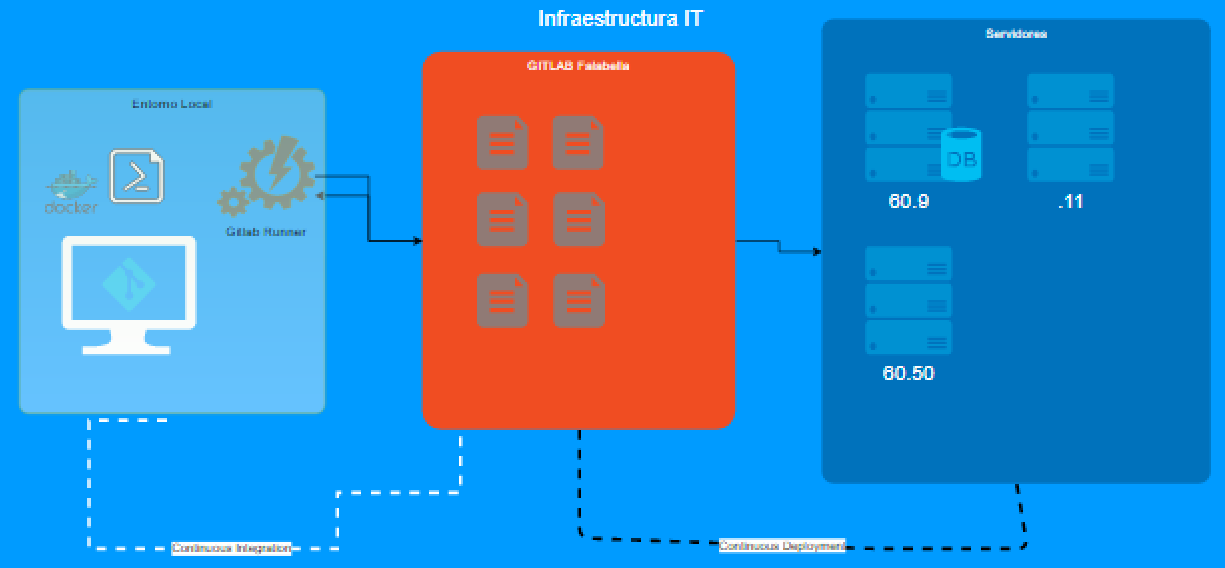 Infraestructura IT
Servidores
GITLAB Falabella
Entorno Local
docker
Gitlab Runner
DB
60.9
.11
60.50
Continuous Integration
Continuous Deployment